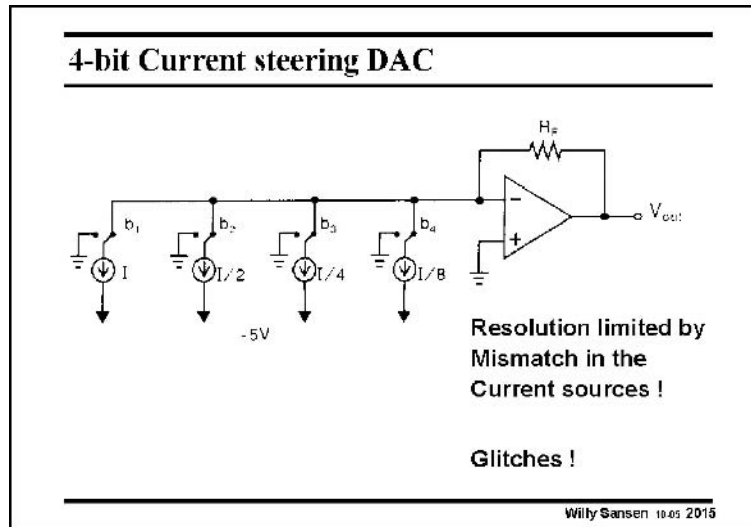 4-bit Current steering DAC
R_F
b1 b2 b3 b4
I I/2 I/4 I/8
Vout
-5V
Resolution limited by
Mismatch in the
Current sources !
Glitches !
Willy Sansen 10-05 2015